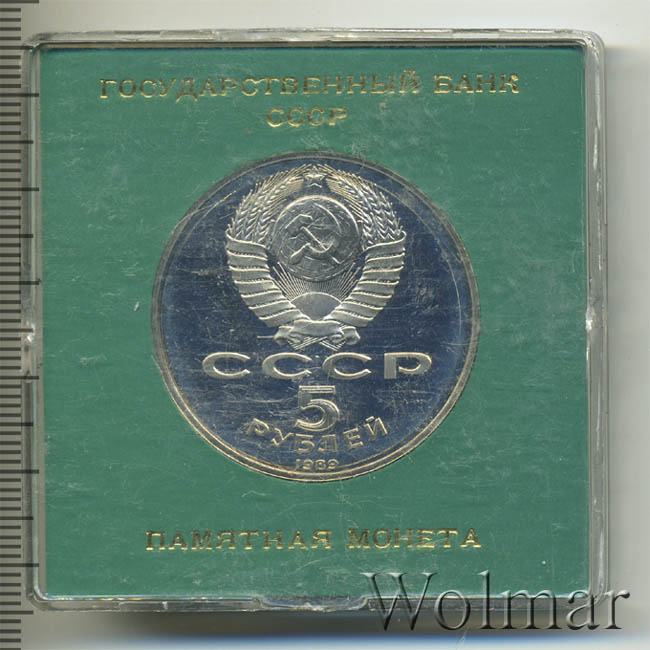 ГОСУДАРСТВЕННЫЙ БАНК
СССР
СССР
5
РУБЛЕЙ
1989
ПАМЯТНАЯ МОНЕТА
Wolmar